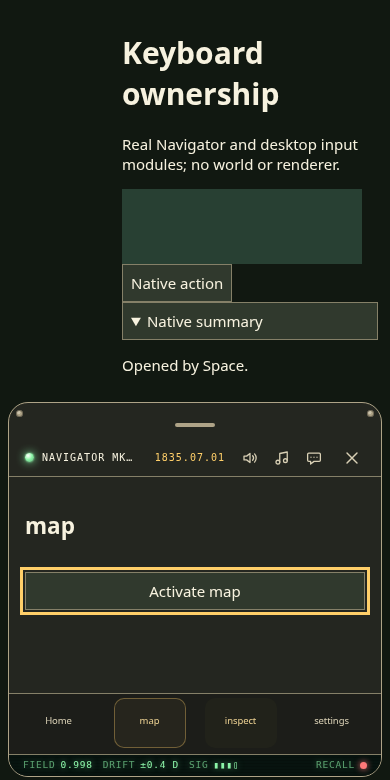 Keyboard
ownership
Real Navigator and desktop input
modules; no world or renderer.
Native action
▼ Native summary
Opened by Space.
NAVIGATOR MK… 1835.07.01
map
Activate map
Home map inspect settings
FIELD 0.998 DRIFT ±0.4 D SIG ▮▮▮▯ RECALL